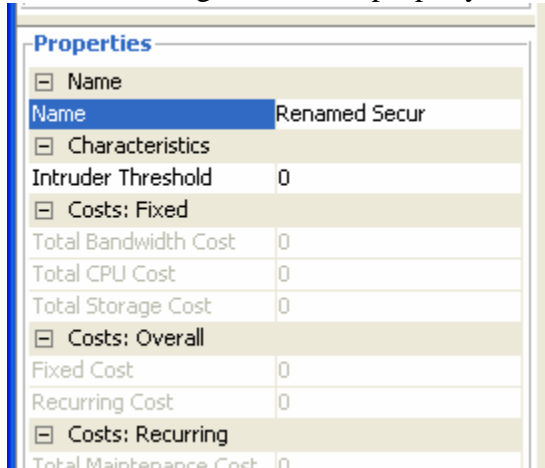 Properties
Name
Name Renamed Secur
Characteristics
Intruder Threshold 0
Costs: Fixed
Total Bandwidth Cost 0
Total CPU Cost 0
Total Storage Cost 0
Costs: Overall
Fixed Cost 0
Recurring Cost 0
Costs: Recurring
Total Maintenance Cost 0